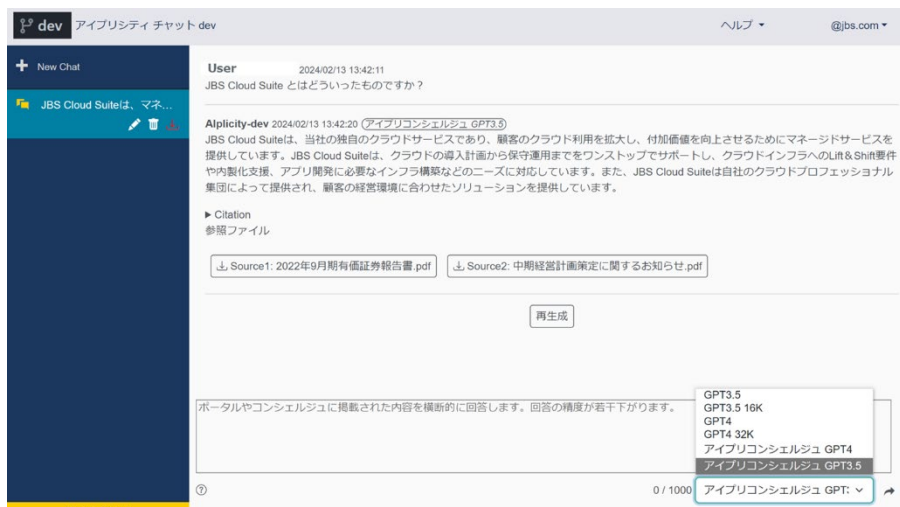 dev アイプリシティ チャット dev
ヘルプ
@jbs.com
New Chat
JBS Cloud Suiteは、マネ...
User 2024/02/13 13:42:11
JBS Cloud Suite とはどういったものですか？
AIplicity-dev 2024/02/13 13:42:20 (アイプリコンシェルジュ GPT3.5)
JBS Cloud Suiteは、当社の独自のクラウドサービスであり、顧客のクラウド利用を拡大し、付加価値を向上させるためにマネージドサービスを
提供しています。JBS Cloud Suiteは、クラウドの導入計画から保守運用までをワンストップでサポートし、クラウドインフラへのLift＆Shift要件
や内製化支援、アプリ開発に必要なインフラ構築などのニーズに対応しています。また、JBS Cloud Suiteは自社のクラウドプロフェッショナル
集団によって提供され、顧客の経営環境に合わせたソリューションを提供しています。
▶ Citation
参照ファイル
Source1: 2022年9月期有価証券報告書.pdf
Source2: 中期経営計画策定に関するお知らせ.pdf
再生成
ポータルやコンシェルジュに掲載された内容を横断的に回答します。回答の精度が若干下がります。
GPT3.5
GPT3.5 16K
GPT4
GPT4 32K
アイプリコンシェルジュ GPT4
アイプリコンシェルジュ GPT3.5
0 / 1000
アイプリコンシェルジュ GPT: